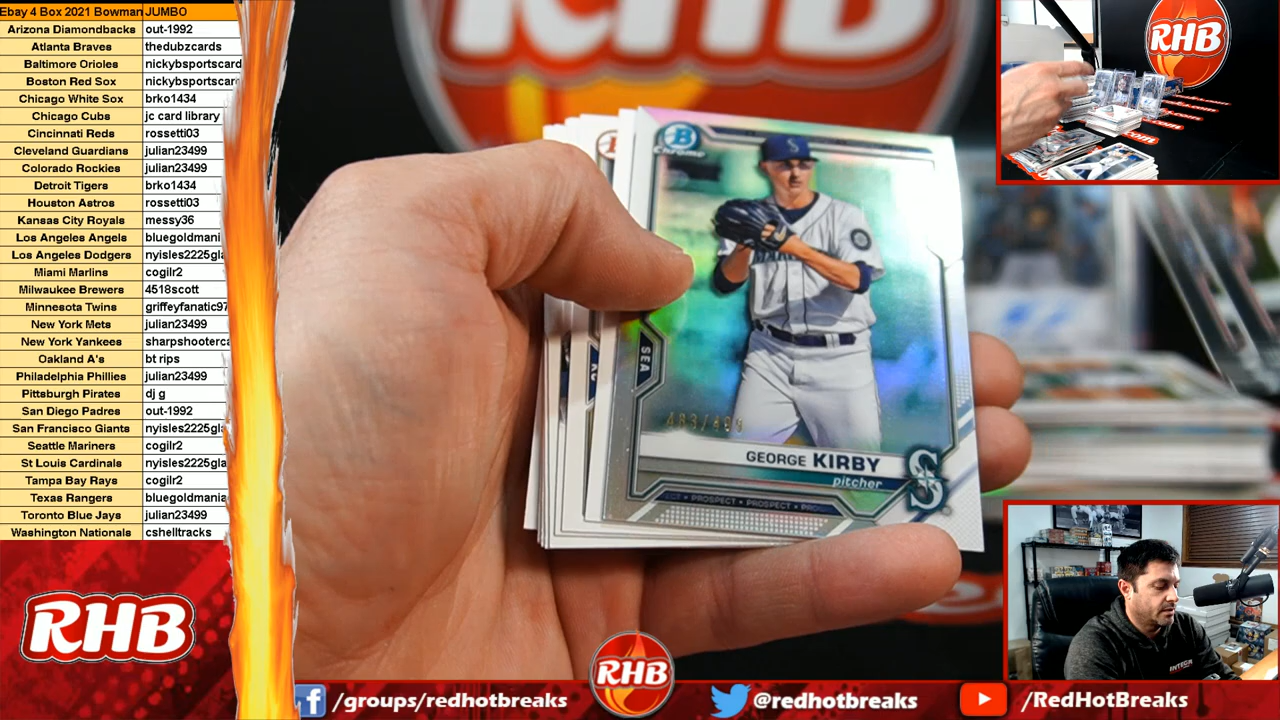 Ebay 4 Box 2021 Bowman JUMBO
Arizona Diamondbacks out-1992
Atlanta Braves thedubzcards
Baltimore Orioles nickybsportscard
Boston Red Sox nickybsportscar
Chicago White Sox brko1434
Chicago Cubs jc card library
Cincinnati Reds rossetti03
Cleveland Guardians julian23499
Colorado Rockies julian23499
Detroit Tigers brko1434
Houston Astros rossetti03
Kansas City Royals messy36
Los Angeles Angels bluegoldmani
Los Angeles Dodgers nyisles2225gla
Miami Marlins cogilr2
Milwaukee Brewers 4518scott
Minnesota Twins griffeyfanatic97
New York Mets julian23499
New York Yankees sharpshooterca
Oakland A's bt rips
Philadelphia Phillies julian23499
Pittsburgh Pirates dj g
San Diego Padres out-1992
San Francisco Giants nyisles2225gl
Seattle Mariners cogilr2
St Louis Cardinals nyisles2225gla
Tampa Bay Rays cogilr2
Texas Rangers bluegoldmania
Toronto Blue Jays julian23499
Washington Nationals cshelltracks
RHB
RHB
B
Chrome
S
SEA
GEORGE KIRBY
pitcher
PROSPECT • PROSPECT
S
RHB
RHB
/groups/redhotbreaks
@redhotbreaks
/RedHotBreaks